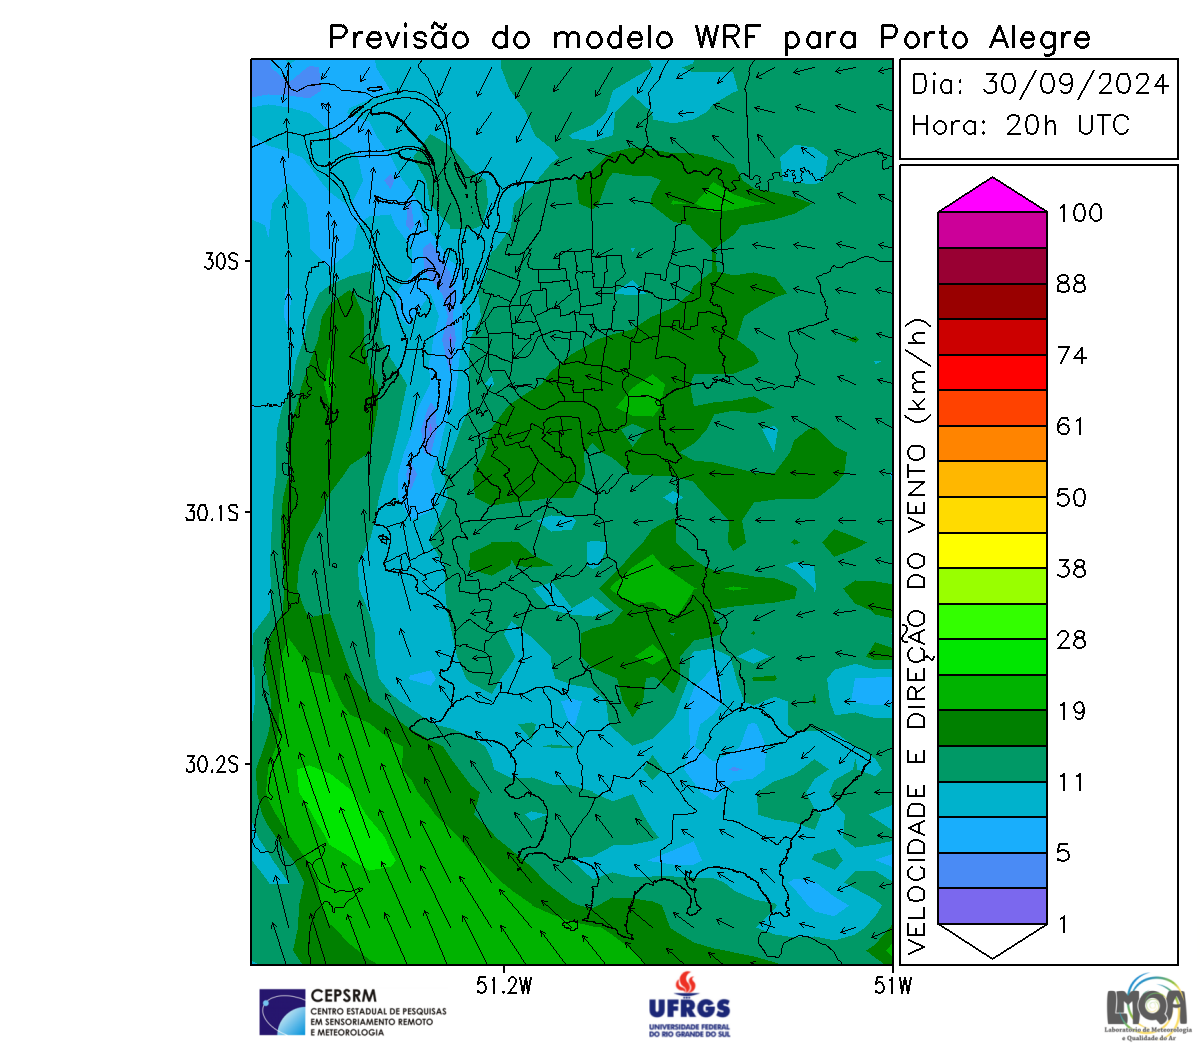 Previsão do modelo WRF para Porto Alegre
Dia: 30/09/2024
Hora: 20h UTC
30S
30.1S
30.2S
51.2W
51W
VELOCIDADE E DIREÇÃO DO VENTO (km/h)
100
88
74
61
50
38
28
19
11
5
1
CEPSRM
CENTRO ESTADUAL DE PESQUISAS
EM SENSORIAMENTO REMOTO
E METEOROLOGIA
UFRGS
UNIVERSIDADE FEDERAL
DO RIO GRANDE DO SUL
LMQA
Laboratório de Meteorologia
e Qualidade do Ar